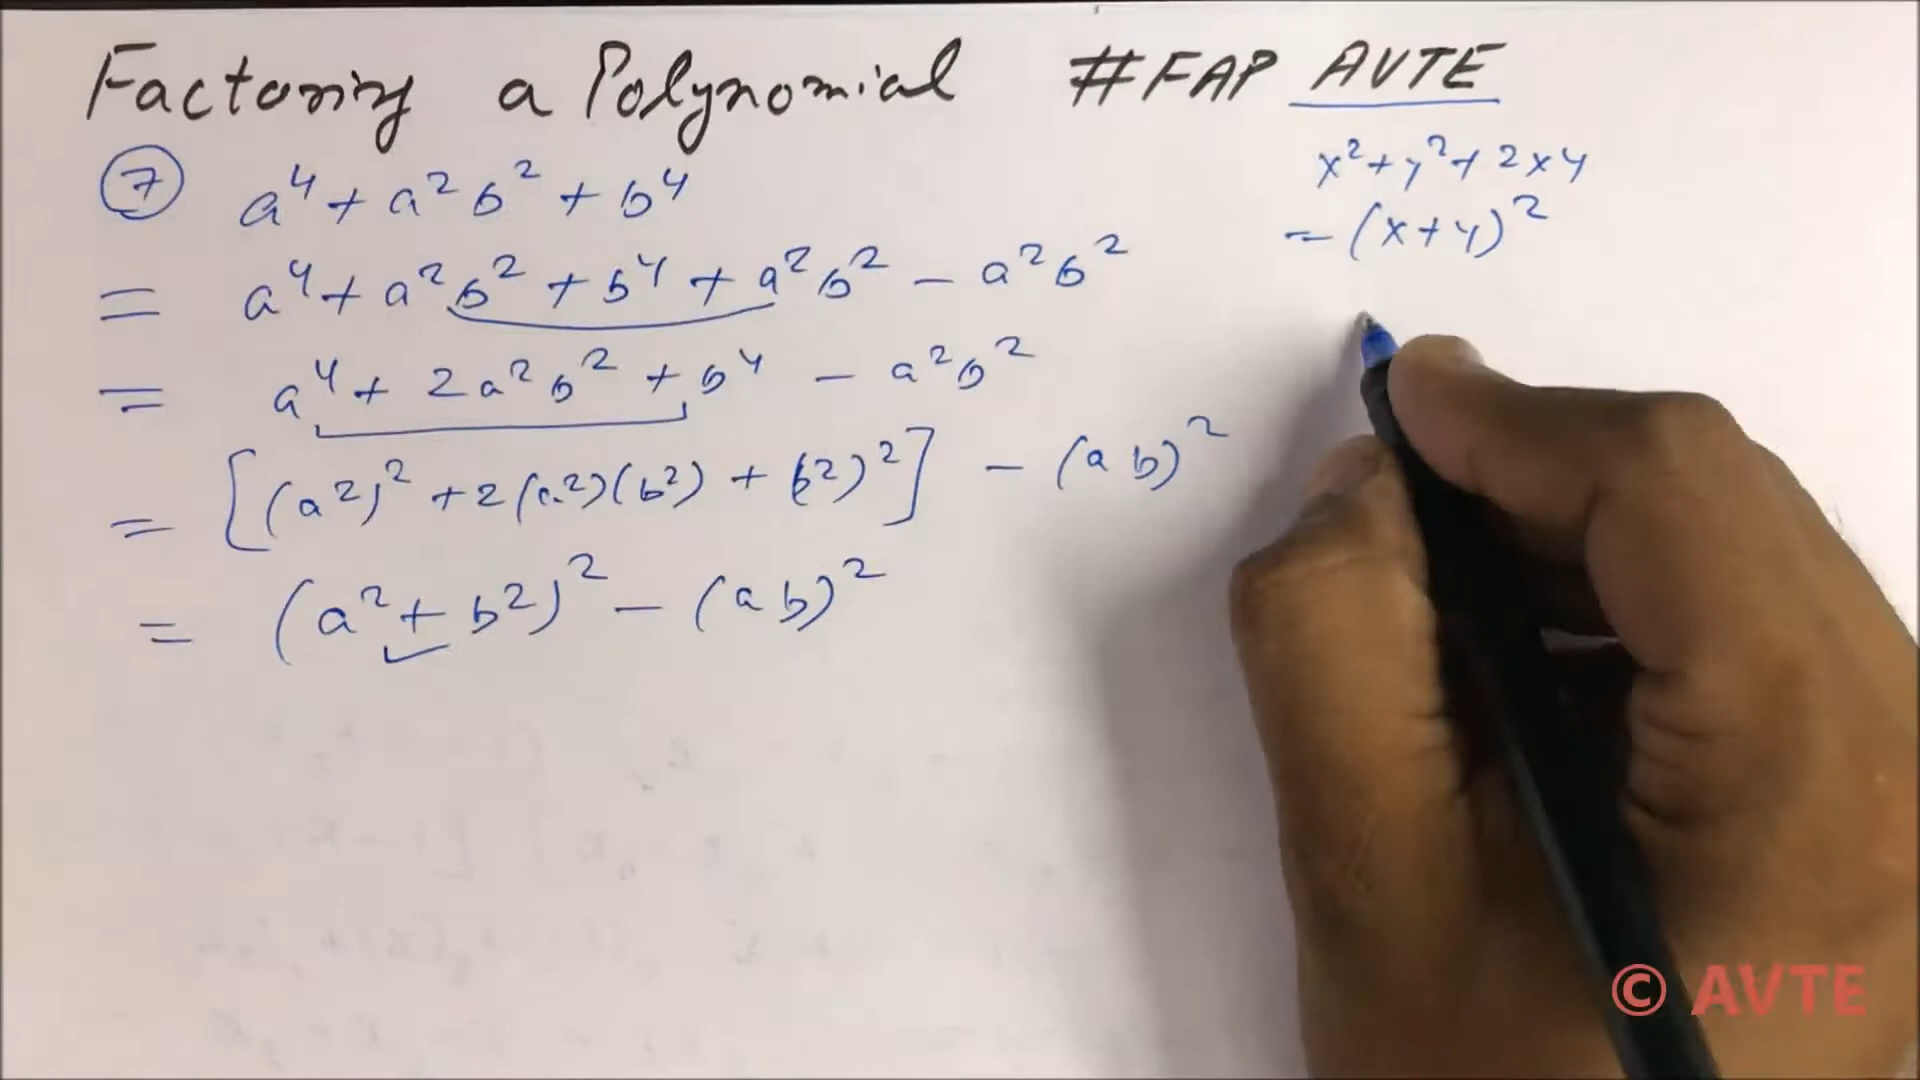 Factoring a Polynomial #FAP AVTE
x² + y² + 2xy
= (x+y)²
⑦ a⁴ + a²b² + b⁴
= a⁴ + a²b² + b⁴ + a²b² − a²b²
= a⁴ + 2a²b² + b⁴ − a²b²
= [(a²)² + 2(a²)(b²) + (b²)²] − (ab)²
= (a² + b²)² − (ab)²
© AVTE